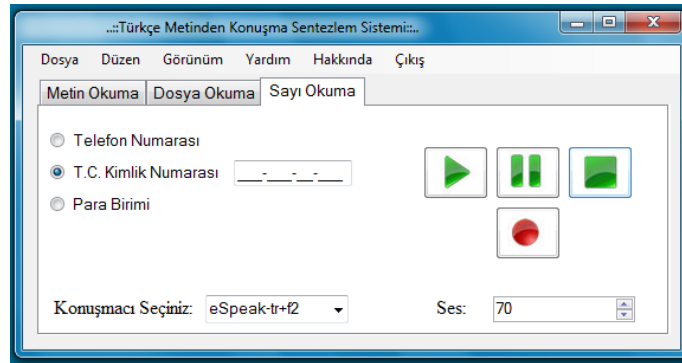 ..::Türkçe Metinden Konuşma Sentezlem Sistemi::..
Dosya Düzen Görünüm Yardım Hakkında Çıkış
Metin Okuma Dosya Okuma Sayı Okuma
Telefon Numarası
T.C. Kimlik Numarası ___-___-__-___
Para Birimi
Konuşmacı Seçiniz: eSpeak-tr+f2 Ses: 70